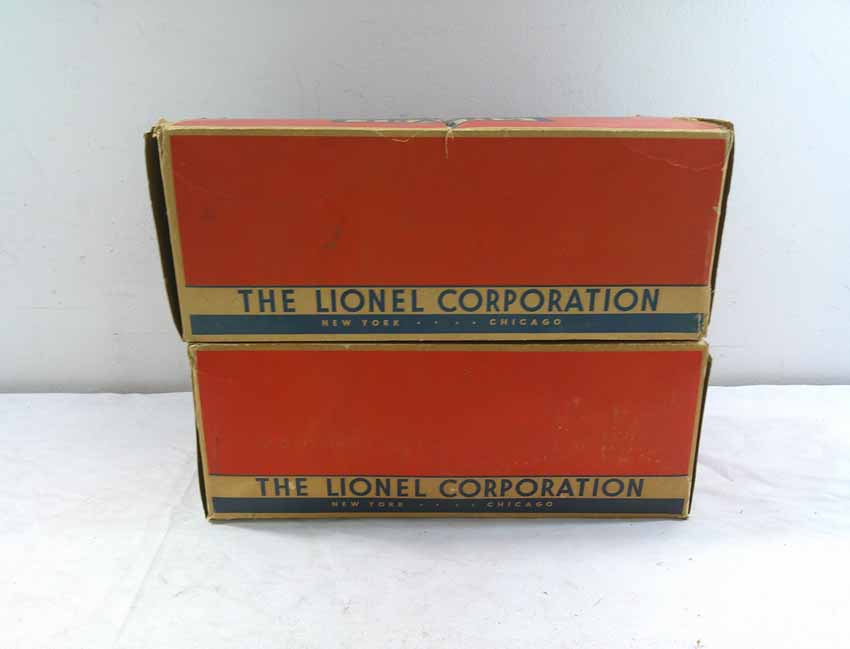 THE LIONEL CORPORATION
NEW YORK · · · · CHICAGO
THE LIONEL CORPORATION
NEW YORK · · · · CHICAGO